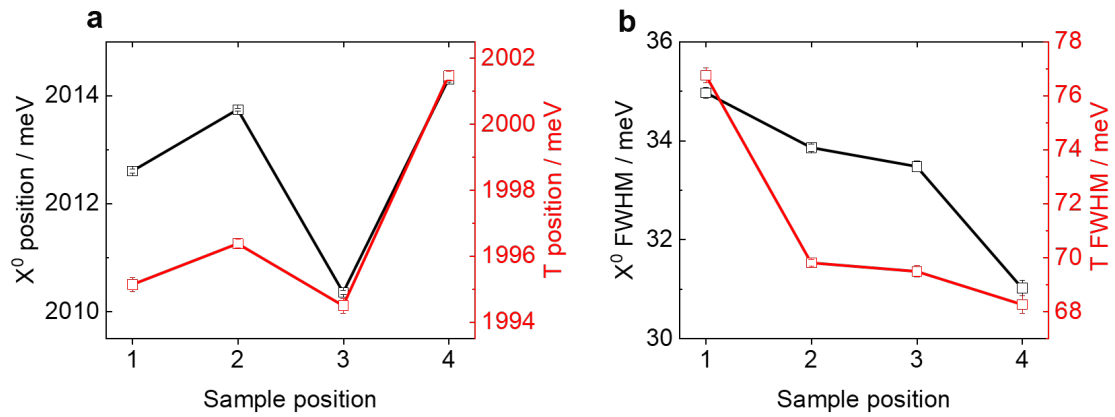 a
X⁰ position / meV
2014
2012
2010
2002
2000
1998
1996
1994
T position / meV
1 2 3 4
Sample position
b
X⁰ FWHM / meV
36
34
32
30
78
76
74
72
70
68
T FWHM / meV
1 2 3 4
Sample position